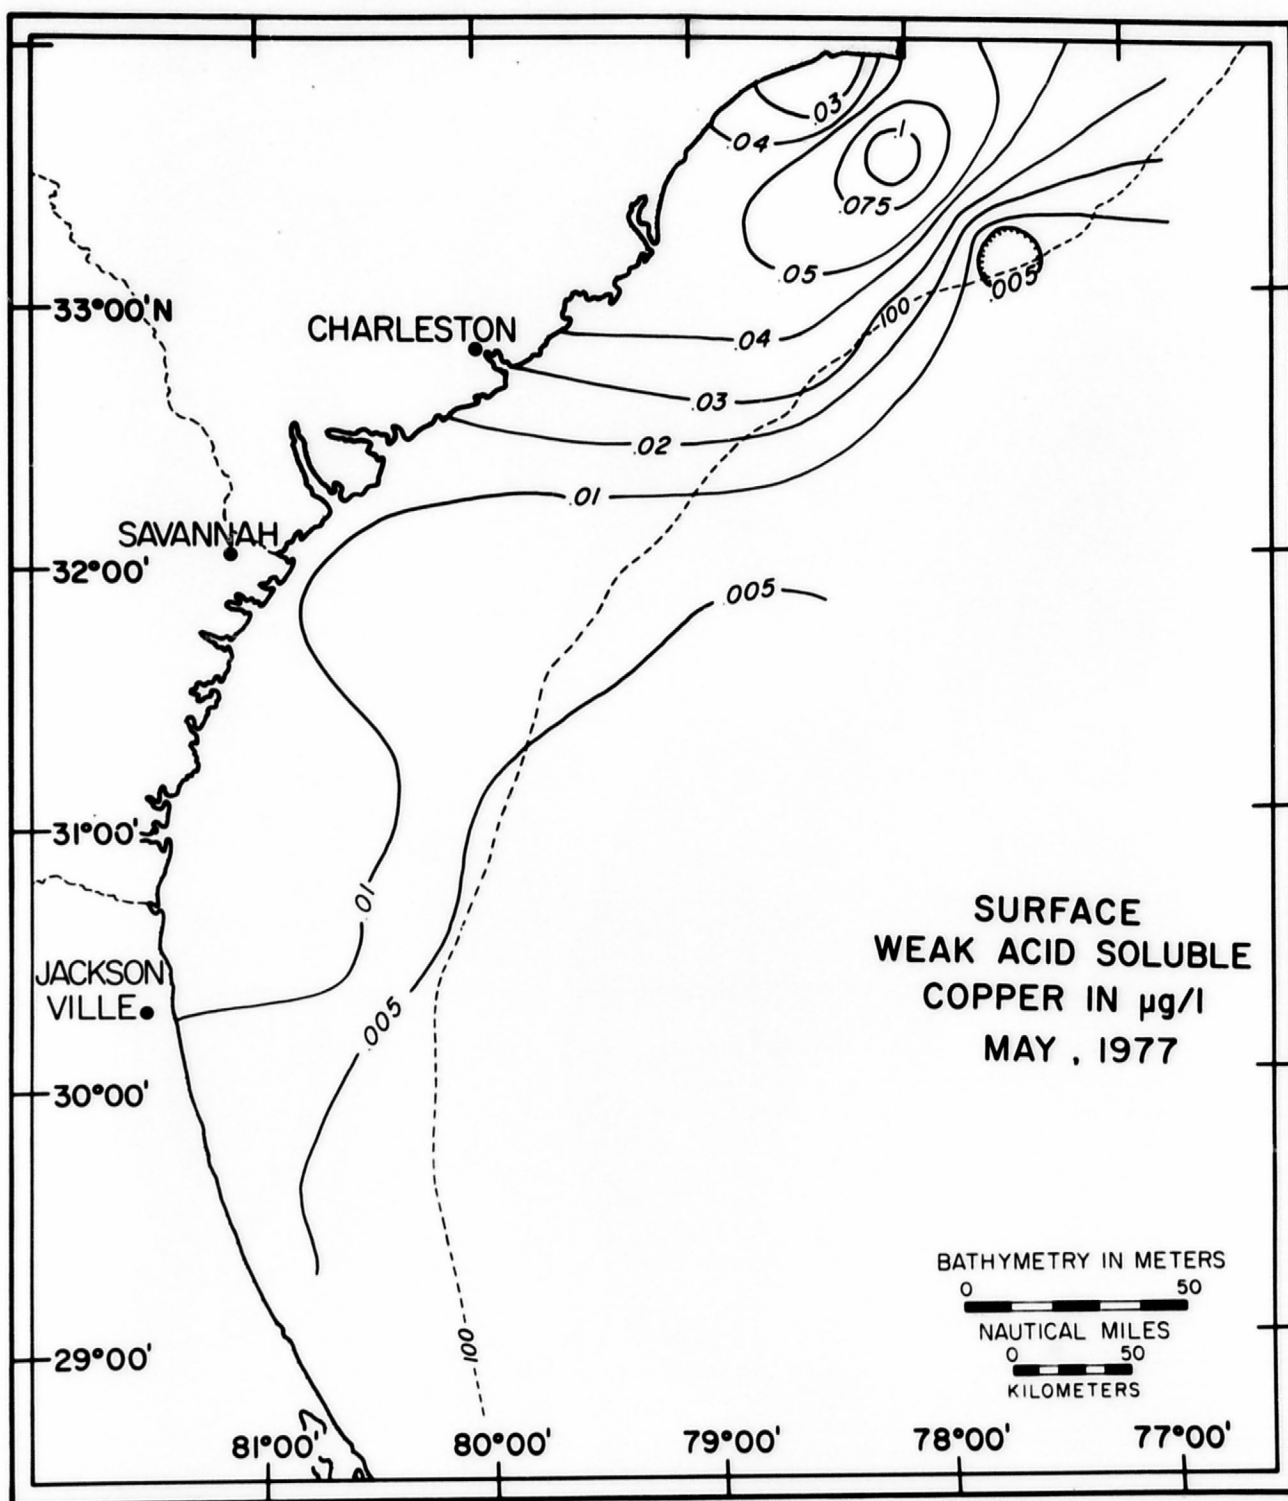 .03
.04
.1
.075
.05
.005
33°00'N
100
CHARLESTON
.04
.03
.02
.01
SAVANNAH
32°00'
.005
31°00'
.01
SURFACE
WEAK ACID SOLUBLE
COPPER IN µg/l
MAY , 1977
JACKSON
VILLE
.005
30°00'
BATHYMETRY IN METERS
0 50
NAUTICAL MILES
0 50
KILOMETERS
29°00'
100
81°00' 80°00' 79°00' 78°00' 77°00'